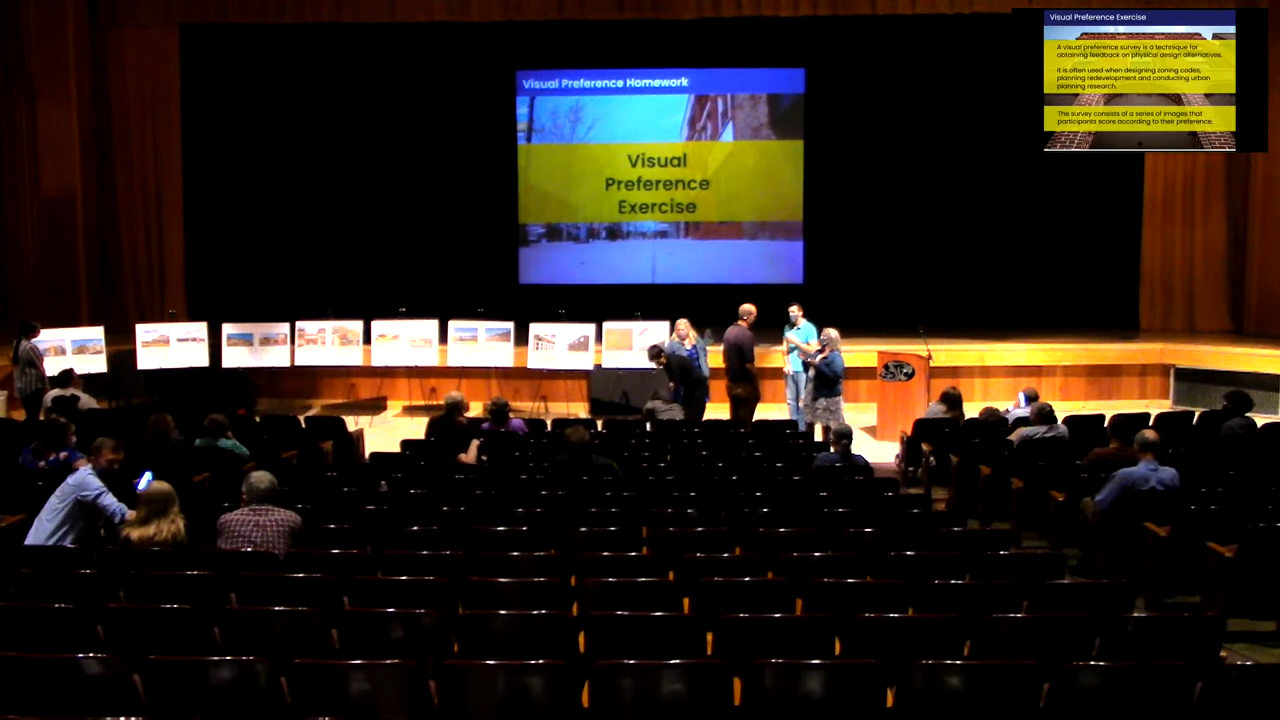 Visual Preference Homework
Visual
Preference
Exercise
Visual Preference Exercise
A visual preference survey is a technique for
obtaining feedback on physical design alternatives.
It is often used when designing zoning codes,
planning redevelopment and conducting urban
planning research.
The survey consists of a series of images that
participants score according to their preference.